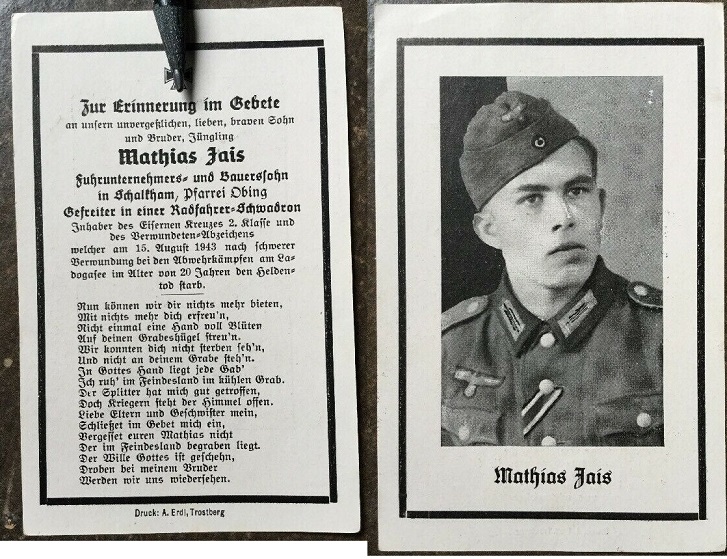 Zur Erinnerung im Gebete
an unsern unvergeßlichen, lieben, braven Sohn
und Bruder, Jüngling
Mathias Jais
Fuhrunternehmers- und Bauerssohn
in Schalkham, Pfarrei Obing
Gefreiter in einer Radfahrer-Schwadron
Inhaber des Eisernen Kreuzes 2. Klasse und
des Verwundeten-Abzeichens
welcher am 15. August 1943 nach schwerer
Verwundung bei den Abwehrkämpfen am La-
dogasee im Alter von 20 Jahren den Helden-
tod starb.
Nun können wir dir nichts mehr bieten,
Mit nichts mehr dich erfreu'n,
Nicht einmal eine Hand voll Blüten
Auf deinen Grabeshügel streu'n.
Wir konnten dich nicht sterben seh'n,
Und nicht an deinem Grabe steh'n.
In Gottes Hand liegt jede Gab'
Ich ruh' im Feindesland im kühlen Grab.
Der Splitter hat mich gut getroffen,
Doch Kriegern steht der Himmel offen.
Liebe Eltern und Geschwister mein,
Schließet im Gebet mich ein,
Vergesset euren Mathias nicht
Der im Feindesland begraben liegt.
Der Wille Gottes ist geschehn,
Droben bei meinem Bruder
Werden wir uns wiedersehen.
Druck: A. Erdl, Trostberg
Mathias Jais